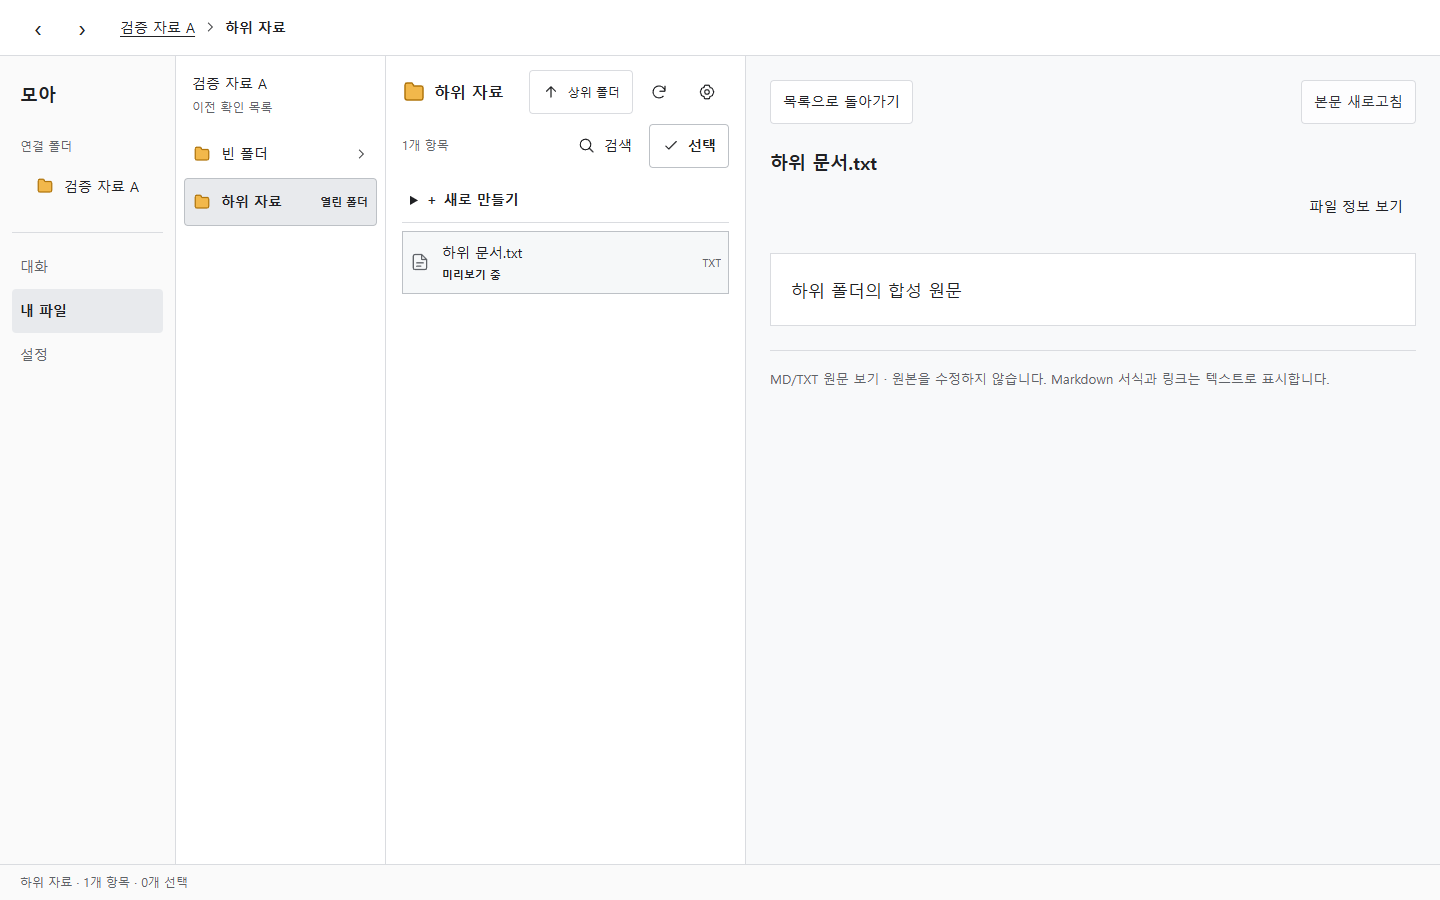 검증 자료 A > 하위 자료
모아
연결 폴더
검증 자료 A
대화
내 파일
설정
검증 자료 A
이전 확인 목록
빈 폴더
하위 자료 열린 폴더
하위 자료 상위 폴더
1개 항목 검색 선택
+ 새로 만들기
하위 문서.txt
미리보기 중
TXT
목록으로 돌아가기 본문 새로고침
하위 문서.txt
파일 정보 보기
하위 폴더의 합성 원문
MD/TXT 원문 보기 · 원본을 수정하지 않습니다. Markdown 서식과 링크는 텍스트로 표시합니다.
하위 자료 · 1개 항목 · 0개 선택